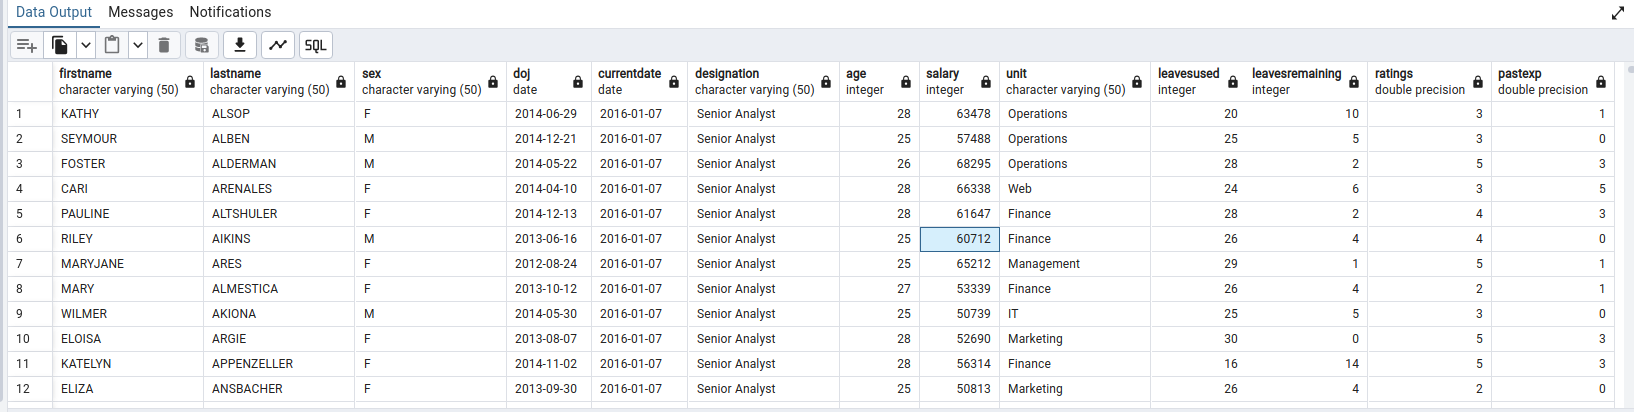 Data Output Messages Notifications
SQL
firstname lastname sex doj currentdate designation age salary unit leavesused leavesremaining ratings pastexp
character varying (50) character varying (50) character varying (50) date date character varying (50) integer integer character varying (50) integer integer double precision double precision
1 KATHY ALSOP F 2014-06-29 2016-01-07 Senior Analyst 28 63478 Operations 20 10 3 1
2 SEYMOUR ALBEN M 2014-12-21 2016-01-07 Senior Analyst 25 57488 Operations 25 5 3 0
3 FOSTER ALDERMAN M 2014-05-22 2016-01-07 Senior Analyst 26 68295 Operations 28 2 5 3
4 CARI ARENALES F 2014-04-10 2016-01-07 Senior Analyst 28 66338 Web 24 6 3 5
5 PAULINE ALTSHULER F 2014-12-13 2016-01-07 Senior Analyst 28 61647 Finance 28 2 4 3
6 RILEY AIKINS M 2013-06-16 2016-01-07 Senior Analyst 25 60712 Finance 26 4 4 0
7 MARYJANE ARES F 2012-08-24 2016-01-07 Senior Analyst 25 65212 Management 29 1 5 1
8 MARY ALMESTICA F 2013-10-12 2016-01-07 Senior Analyst 27 53339 Finance 26 4 2 1
9 WILMER AKIONA M 2014-05-30 2016-01-07 Senior Analyst 25 50739 IT 25 5 3 0
10 ELOISA ARGIE F 2013-08-07 2016-01-07 Senior Analyst 28 52690 Marketing 30 0 5 3
11 KATELYN APPENZELLER F 2014-11-02 2016-01-07 Senior Analyst 28 56314 Finance 16 14 5 3
12 ELIZA ANSBACHER F 2013-09-30 2016-01-07 Senior Analyst 25 50813 Marketing 26 4 2 0